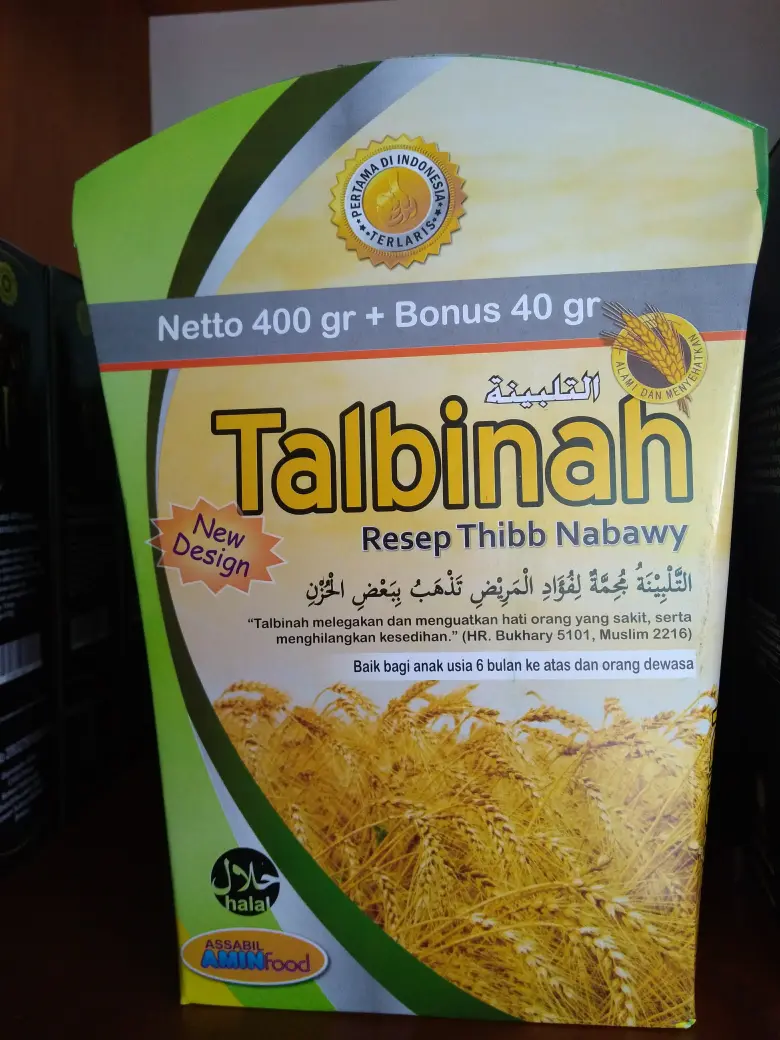 PERTAMA DI INDONESIA
TERLARIS
Netto 400 gr + Bonus 40 gr
ALAMI DAN MENYEHATKAN
التلبينة
Talbinah
Resep Thibb Nabawy
New
Design
التَّلْبِيْنَةُ مُجِمَّةٌ لِفُؤَادِ الْمَرِيْضِ تَذْهَبُ بِبَعْضِ الْحُزْنِ
“Talbinah melegakan dan menguatkan hati orang yang sakit, serta
menghilangkan kesedihan.” (HR. Bukhary 5101, Muslim 2216)
Baik bagi anak usia 6 bulan ke atas dan orang dewasa
حلال
halal
ASSABIL
AMINFood